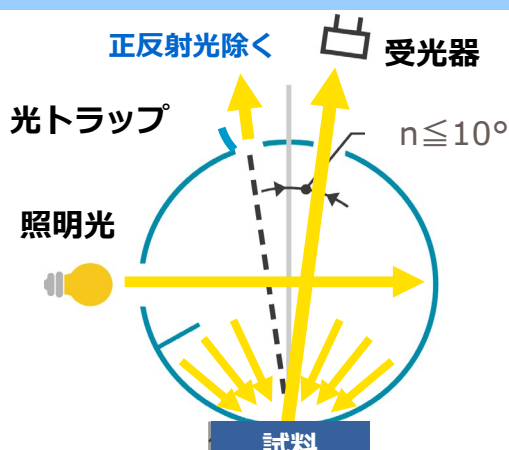 正反射光除く
受光器
光トラップ
n≦10°
照明光
試料